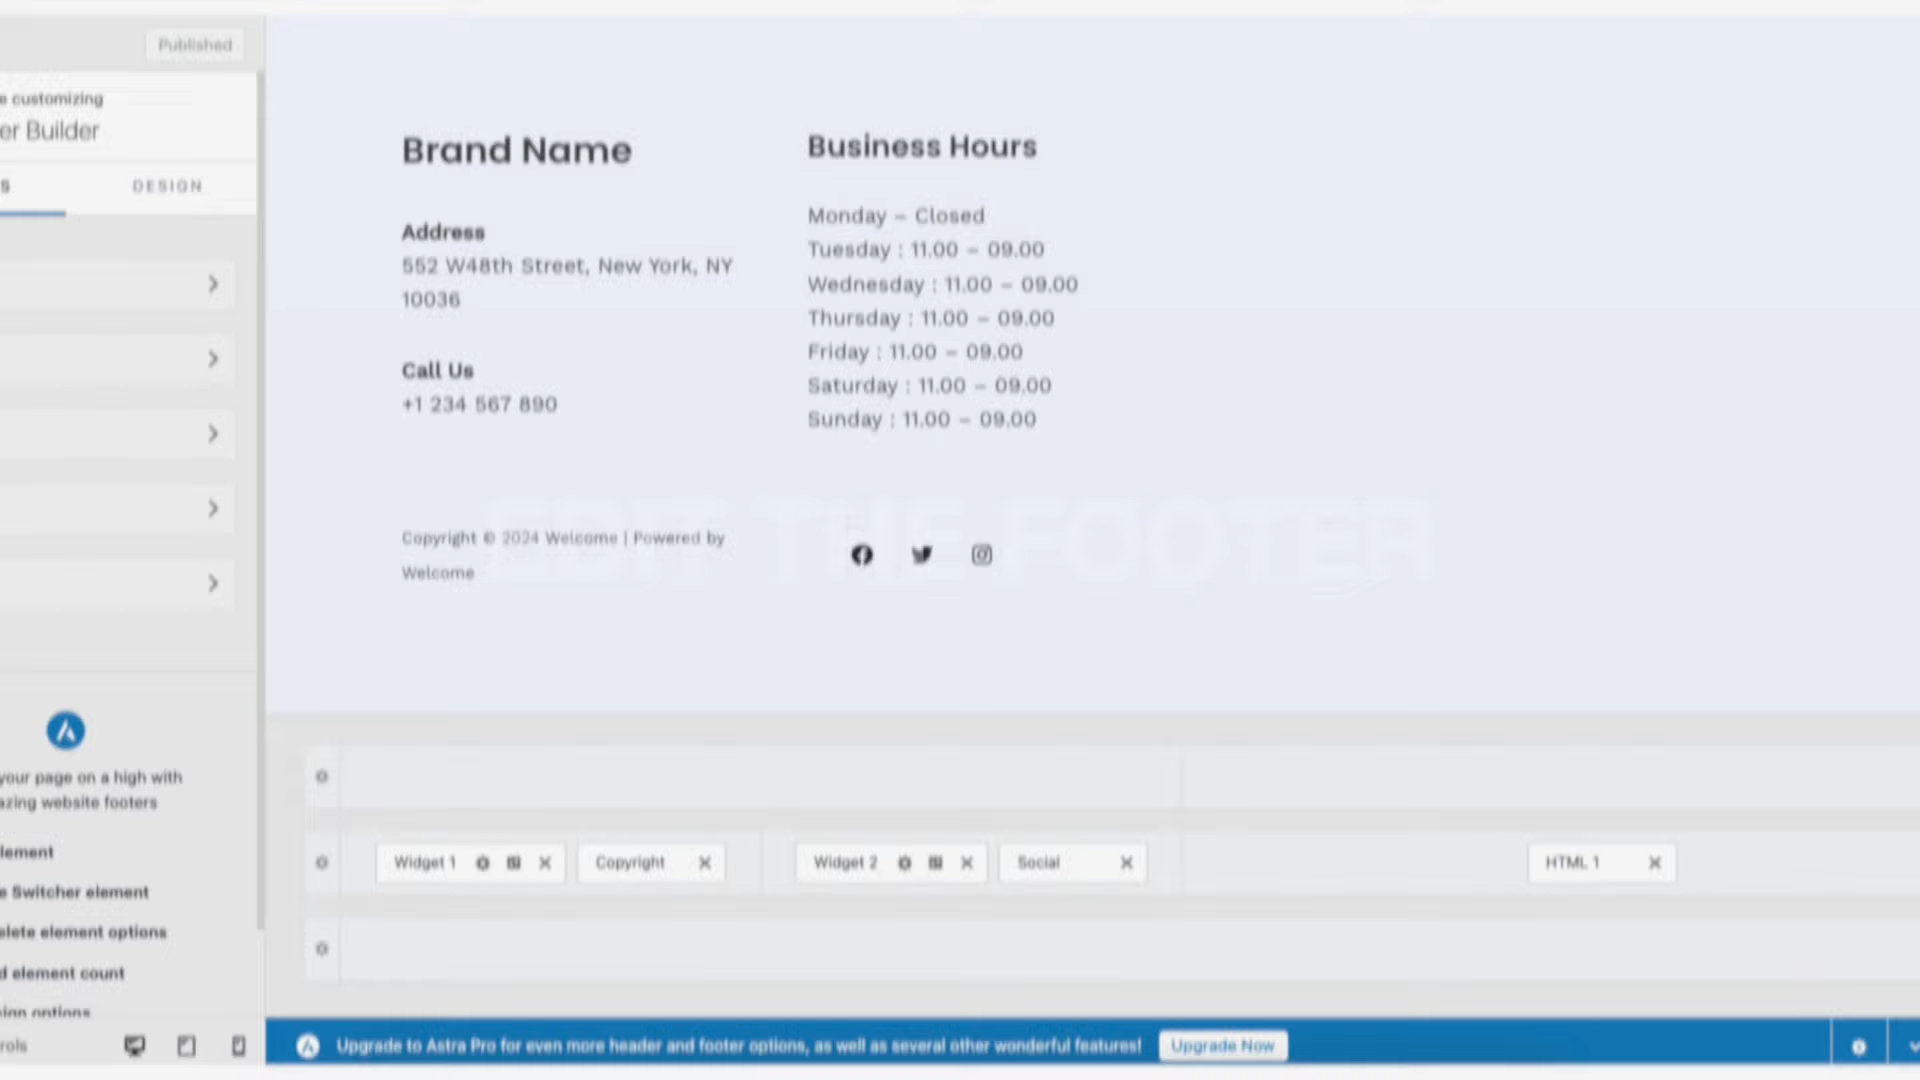 Published
e customizing
er Builder
S
DESIGN
your page on a high with
azing website footers
lement
e Switcher element
elete element options
d element count
ign options
rols
Brand Name
Address
552 W48th Street, New York, NY
10036
Call Us
+1 234 567 890
Business Hours
Monday – Closed
Tuesday : 11.00 – 09.00
Wednesday : 11.00 – 09.00
Thursday : 11.00 – 09.00
Friday : 11.00 – 09.00
Saturday : 11.00 – 09.00
Sunday : 11.00 – 09.00
EDIT THE FOOTER
Copyright © 2024 Welcome | Powered by
Welcome
Widget 1
Copyright
Widget 2
Social
HTML 1
Upgrade to Astra Pro for even more header and footer options, as well as several other wonderful features!
Upgrade Now